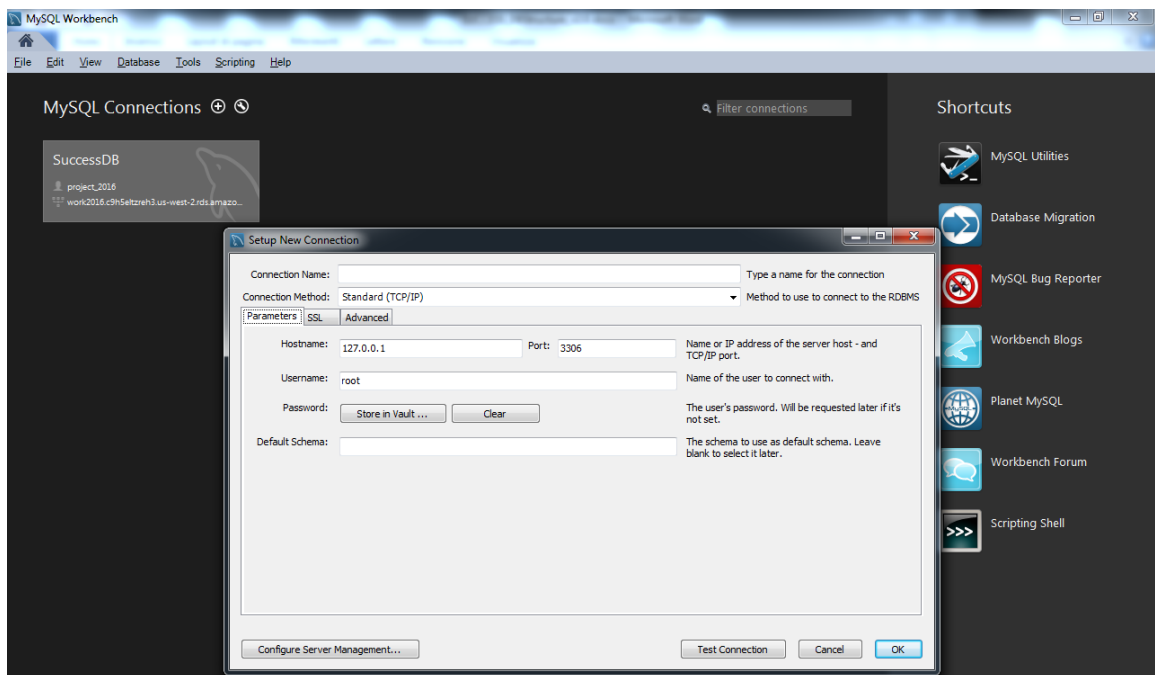 MySQL Workbench
File Edit View Database Tools Scripting Help
MySQL Connections
Filter connections
Shortcuts
SuccessDB
project_2016
work2016.c9h5eltzreh3.us-west-2.rds.amazo...
MySQL Utilities
Database Migration
MySQL Bug Reporter
Workbench Blogs
Planet MySQL
Workbench Forum
>>> Scripting Shell
Setup New Connection
Connection Name: Type a name for the connection
Connection Method: Standard (TCP/IP) Method to use to connect to the RDBMS
Parameters SSL Advanced
Hostname: 127.0.0.1 Port: 3306 Name or IP address of the server host - and
TCP/IP port.
Username: root Name of the user to connect with.
Password: Store in Vault ... Clear The user's password. Will be requested later if it's
not set.
Default Schema: The schema to use as default schema. Leave
blank to select it later.
Configure Server Management... Test Connection Cancel OK